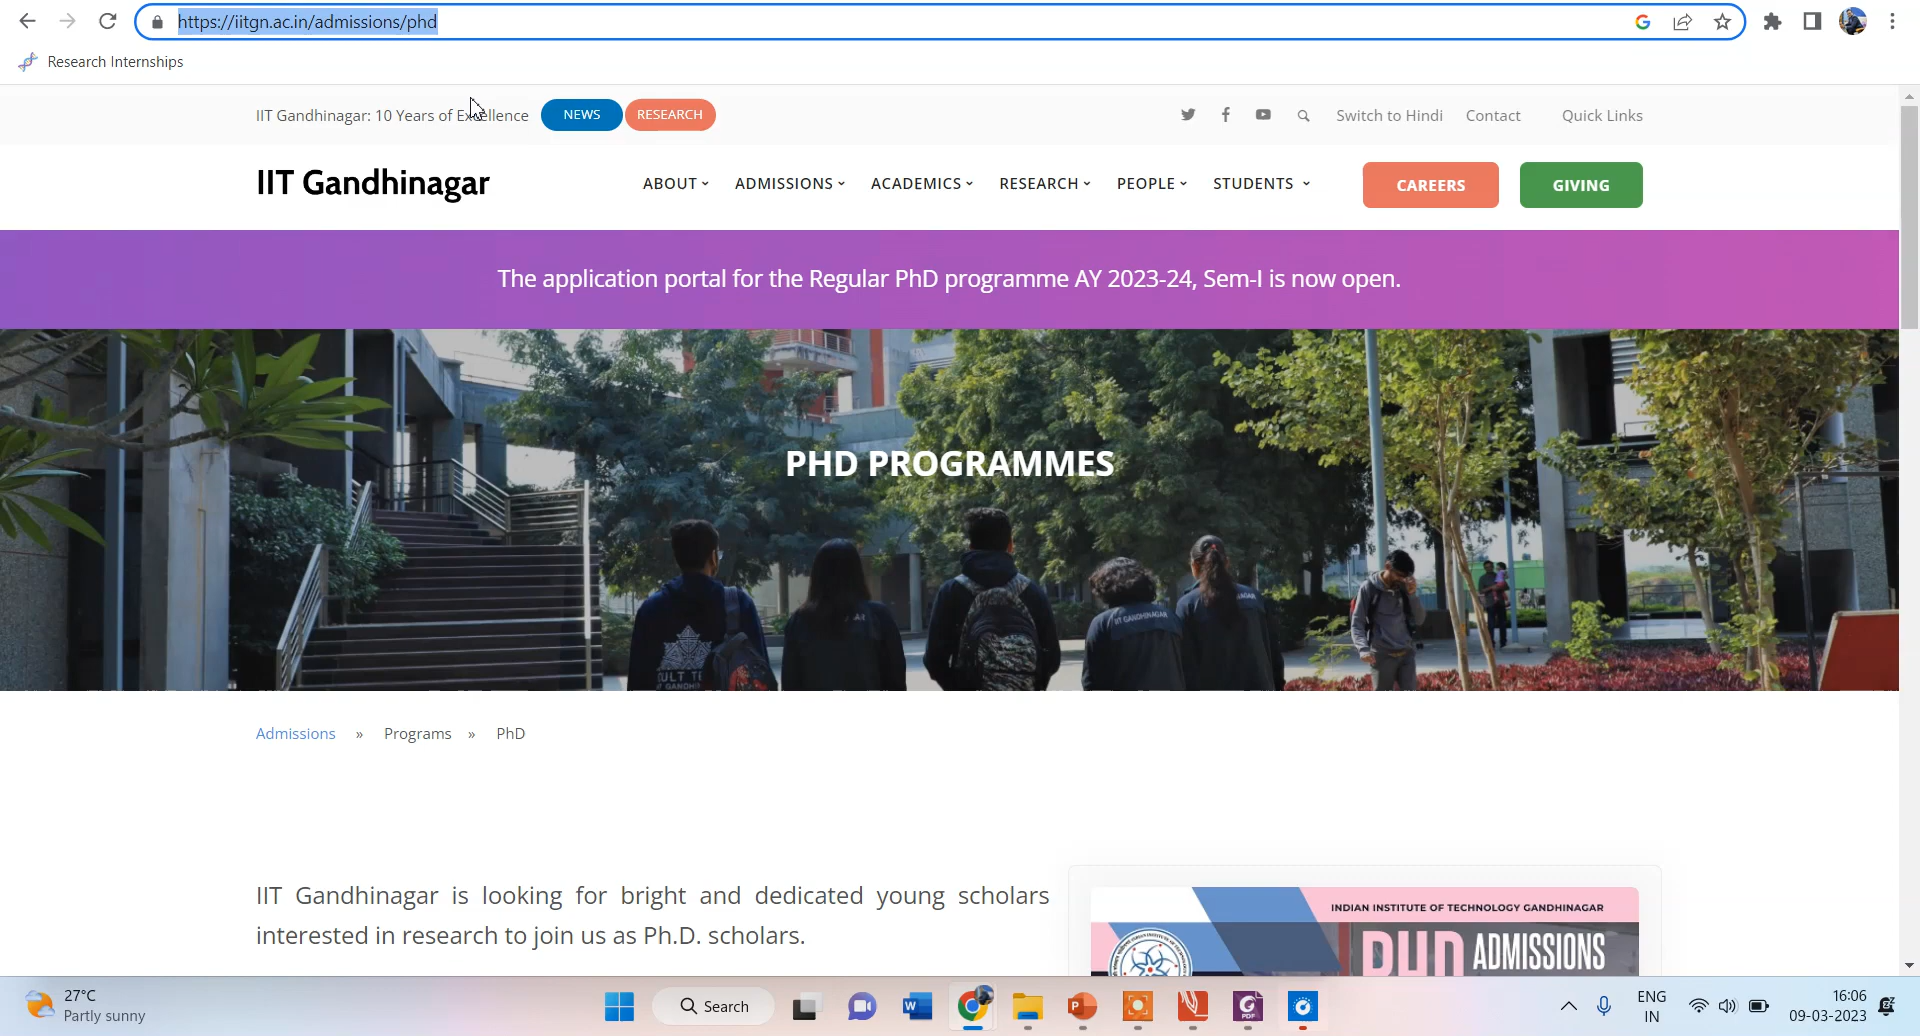 https://iitgn.ac.in/admissions/phd
Research Internships
IIT Gandhinagar: 10 Years of Excellence NEWS RESEARCH Switch to Hindi Contact Quick Links
IIT Gandhinagar ABOUT ADMISSIONS ACADEMICS RESEARCH PEOPLE STUDENTS CAREERS GIVING
The application portal for the Regular PhD programme AY 2023-24, Sem-I is now open.
PHD PROGRAMMES
IIT GANDHINAGAR
Admissions » Programs » PhD
IIT Gandhinagar is looking for bright and dedicated young scholars
interested in research to join us as Ph.D. scholars.
INDIAN INSTITUTE OF TECHNOLOGY GANDHINAGAR
PHD ADMISSIONS
27°C
Partly sunny
Search
ENG
IN
16:06
09-03-2023